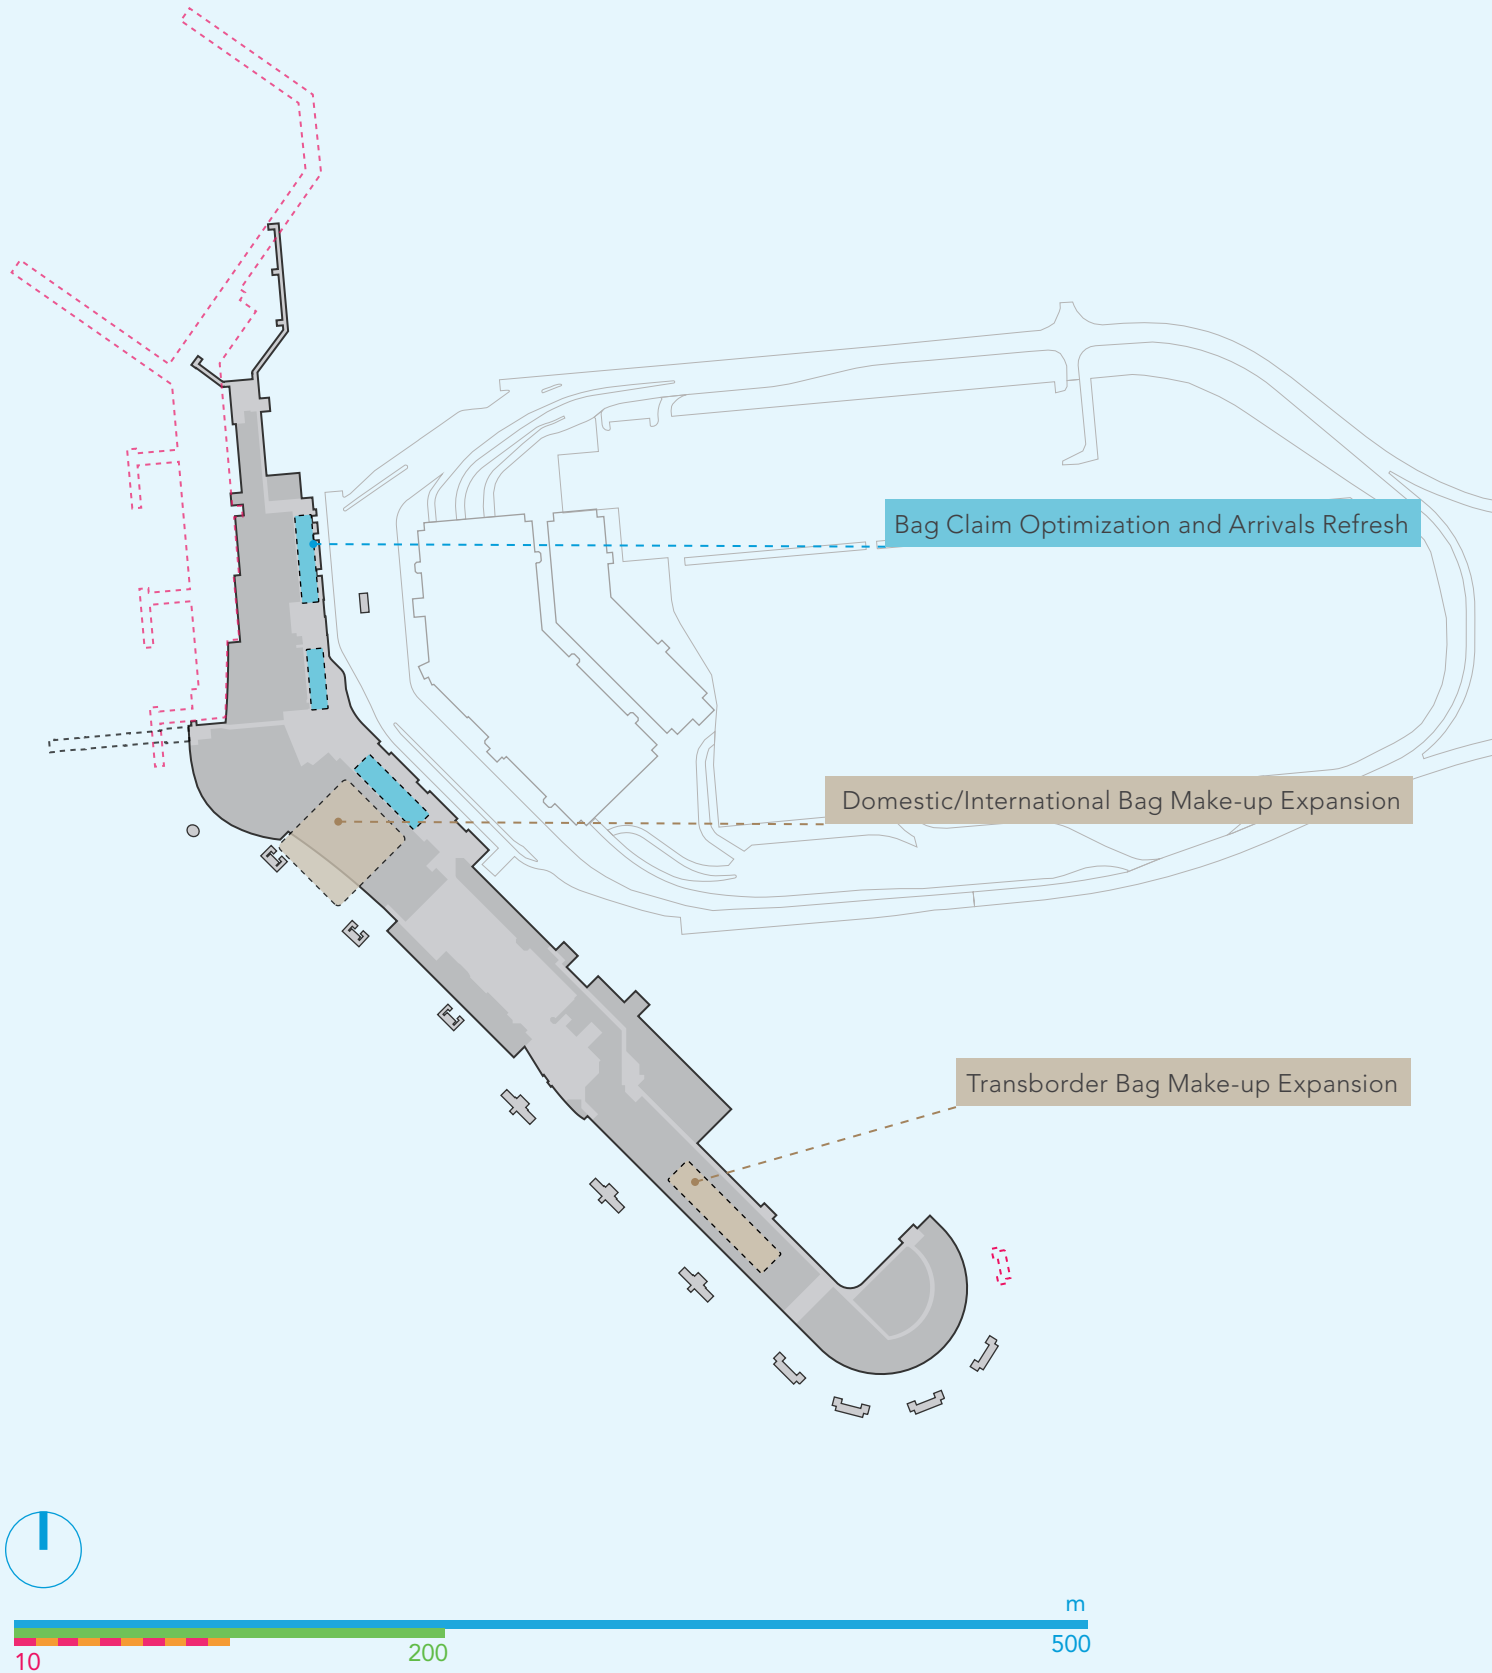 Bag Claim Optimization and Arrivals Refresh
Domestic/International Bag Make-up Expansion
Transborder Bag Make-up Expansion
m
10
200
500